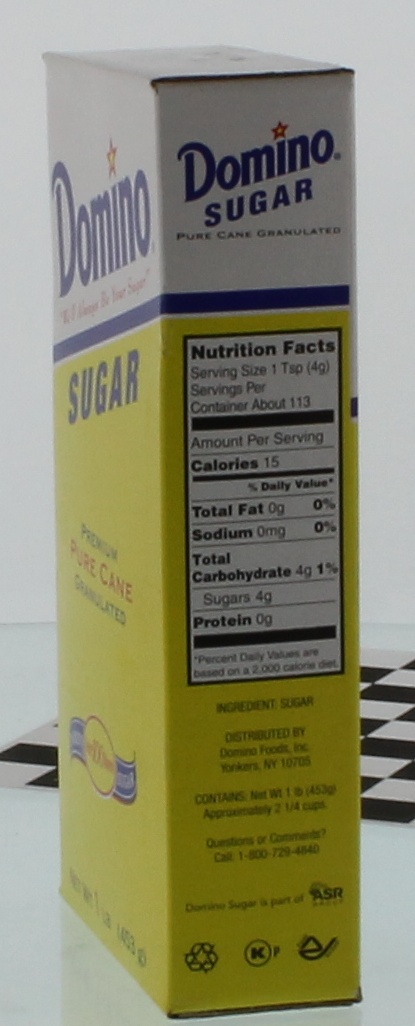 Domino®
"We'll Always Be Your Sugar"
SUGAR
PREMIUM
PURE CANE
GRANULATED
NET WT 1 LB (453 g)
Domino®
SUGAR
PURE CANE GRANULATED
Nutrition Facts
Serving Size 1 Tsp (4g)
Servings Per
Container About 113
Amount Per Serving
Calories 15
% Daily Value*
Total Fat 0g 0%
Sodium 0mg 0%
Total
Carbohydrate 4g 1%
Sugars 4g
Protein 0g
*Percent Daily Values are
based on a 2,000 calorie diet.
INGREDIENT: SUGAR
DISTRIBUTED BY
Domino Foods, Inc.
Yonkers, NY 10705
CONTAINS: Net Wt 1 lb (453g)
Approximately 2 1/4 cups.
Questions or Comments?
Call: 1-800-729-4840
Domino Sugar is part of ASR
GROUP
K P